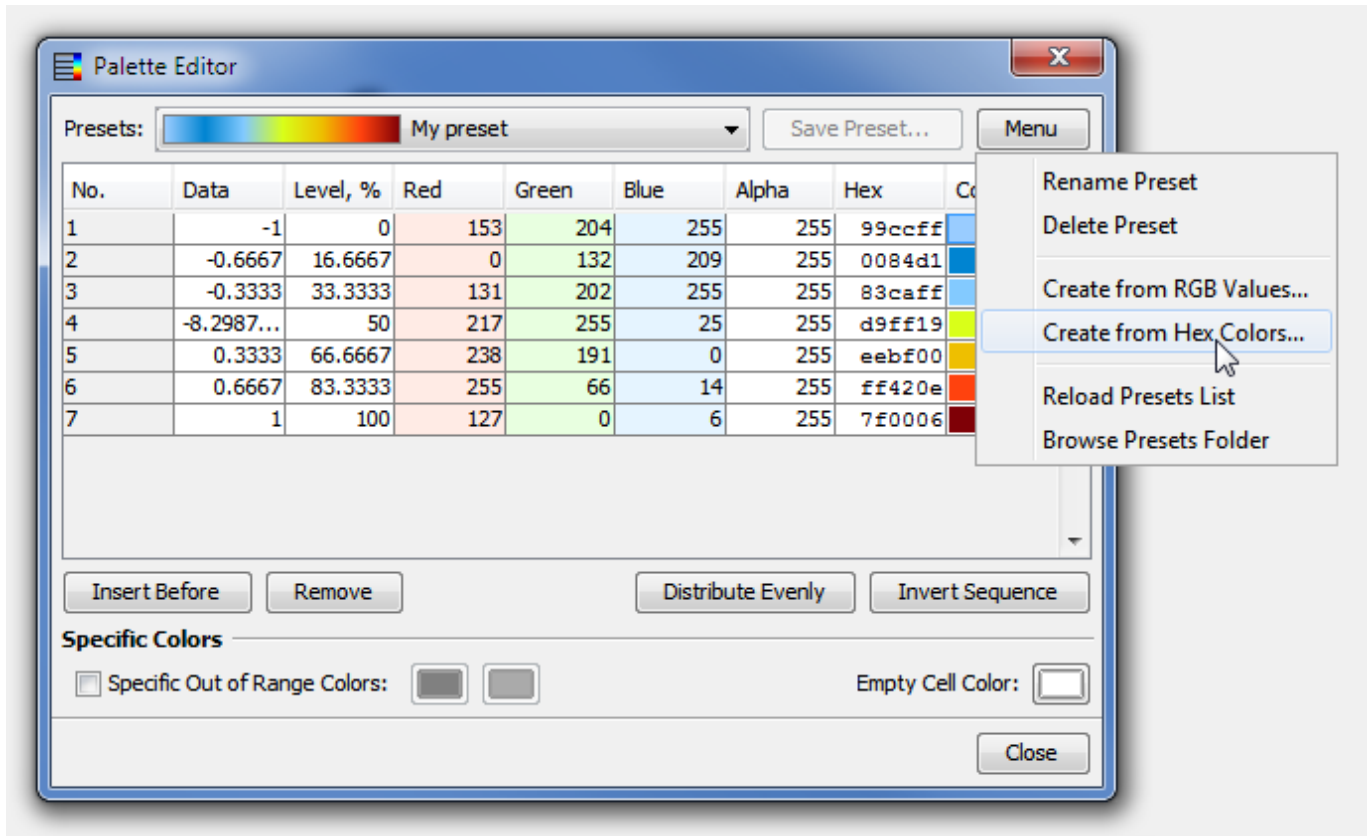 Palette Editor
Presets: My preset Save Preset... Menu
No. Data Level, % Red Green Blue Alpha Hex Co
1 -1 0 153 204 255 255 99ccff
2 -0.6667 16.6667 0 132 209 255 0084d1
3 -0.3333 33.3333 131 202 255 255 83caff
4 -8.2987... 50 217 255 25 255 d9ff19
5 0.3333 66.6667 238 191 0 255 eebf00
6 0.6667 83.3333 255 66 14 255 ff420e
7 1 100 127 0 6 255 7f0006
Rename Preset
Delete Preset
Create from RGB Values...
Create from Hex Colors...
Reload Presets List
Browse Presets Folder
Insert Before Remove Distribute Evenly Invert Sequence
Specific Colors
Specific Out of Range Colors: Empty Cell Color:
Close